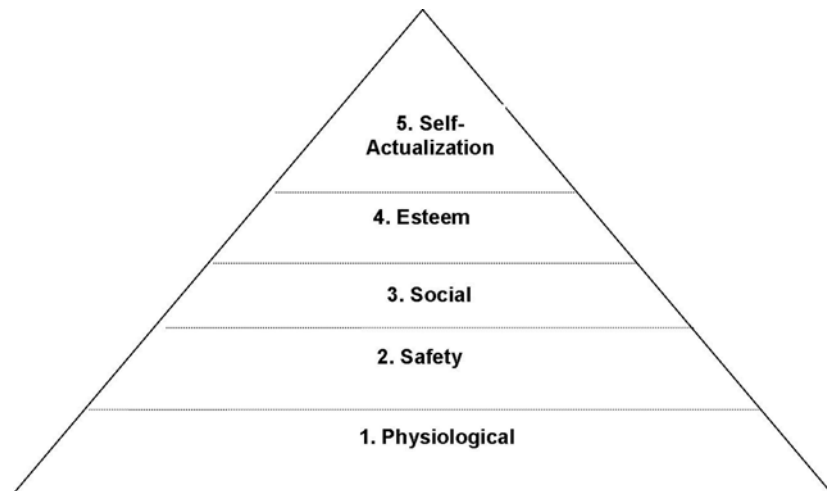 5. Self-
Actualization
4. Esteem
3. Social
2. Safety
1. Physiological